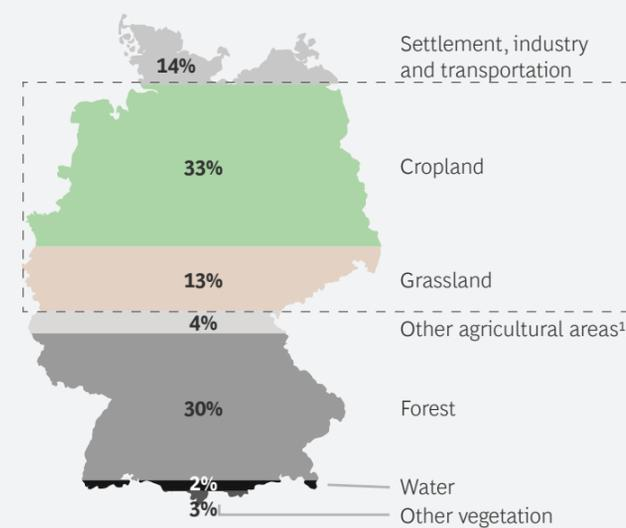 14%
Settlement, industry
and transportation
33%
Cropland
13%
Grassland
4%
Other agricultural areas¹
30%
Forest
2%
Water
3%
Other vegetation